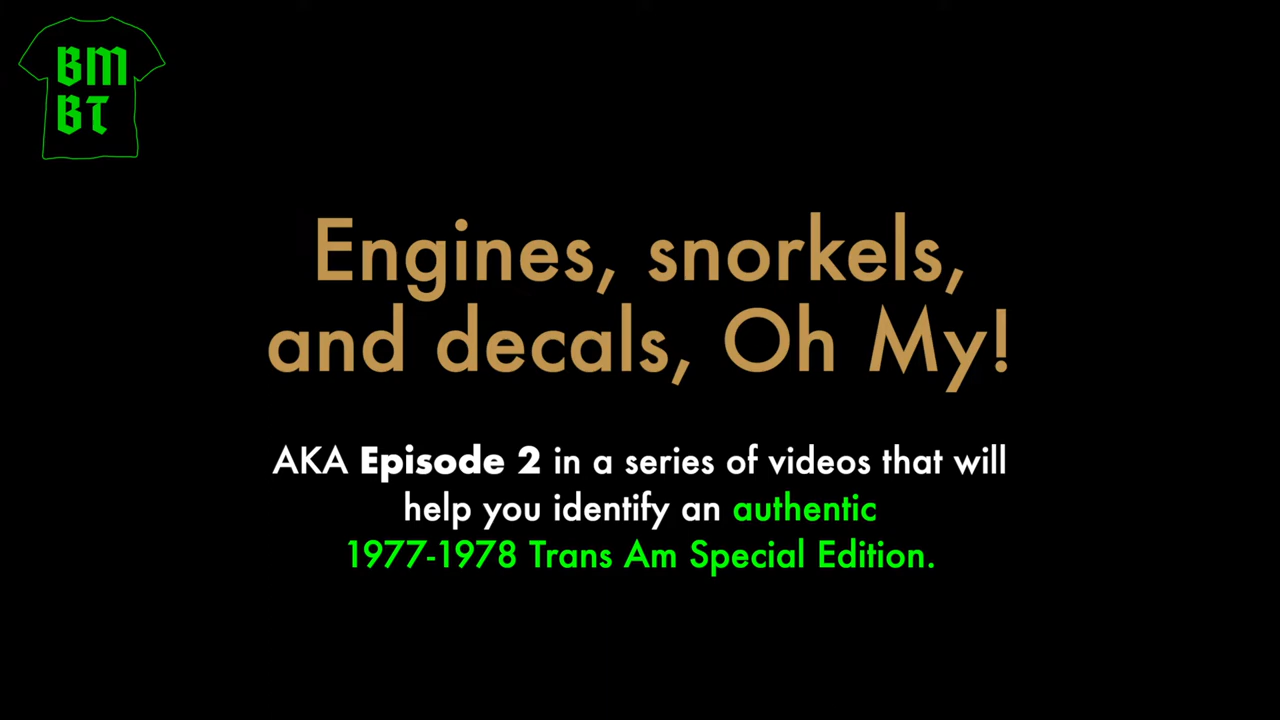 BM
BT
Engines, snorkels,
and decals, Oh My!
AKA Episode 2 in a series of videos that will
help you identify an authentic
1977-1978 Trans Am Special Edition.